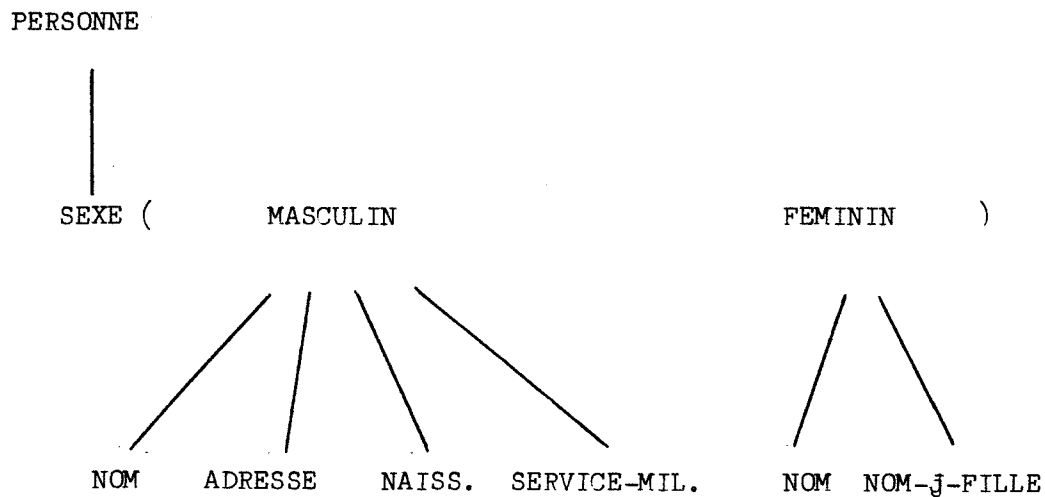 PERSONNE
SEXE ( MASCULIN FEMININ )
NOM ADRESSE NAISS. SERVICE-MIL. NOM NOM-j-FILLE